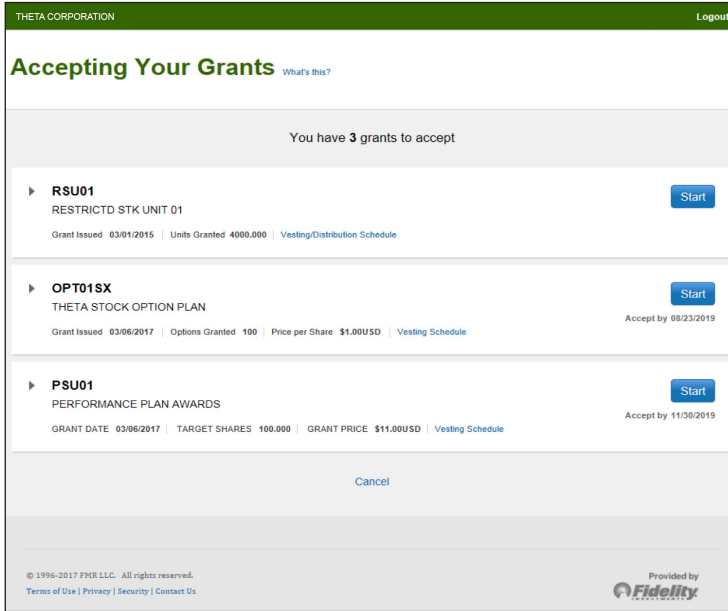 THETA CORPORATION Logout
Accepting Your Grants What's this?
You have 3 grants to accept
RSU01
Start
RESTRICTD STK UNIT 01
Grant Issued 03/01/2015 | Units Granted 4000.000 | Vesting/Distribution Schedule
OPT01SX
Start
THETA STOCK OPTION PLAN
Accept by 08/23/2019
Grant Issued 03/06/2017 | Options Granted 100 | Price per Share $1.00USD | Vesting Schedule
PSU01
Start
PERFORMANCE PLAN AWARDS
Accept by 11/30/2019
GRANT DATE 03/06/2017 | TARGET SHARES 100.000 | GRANT PRICE $11.00USD | Vesting Schedule
Cancel
© 1996-2017 FMR LLC. All rights reserved.
Terms of Use | Privacy | Security | Contact Us
Provided by
Fidelity
INVESTMENTS